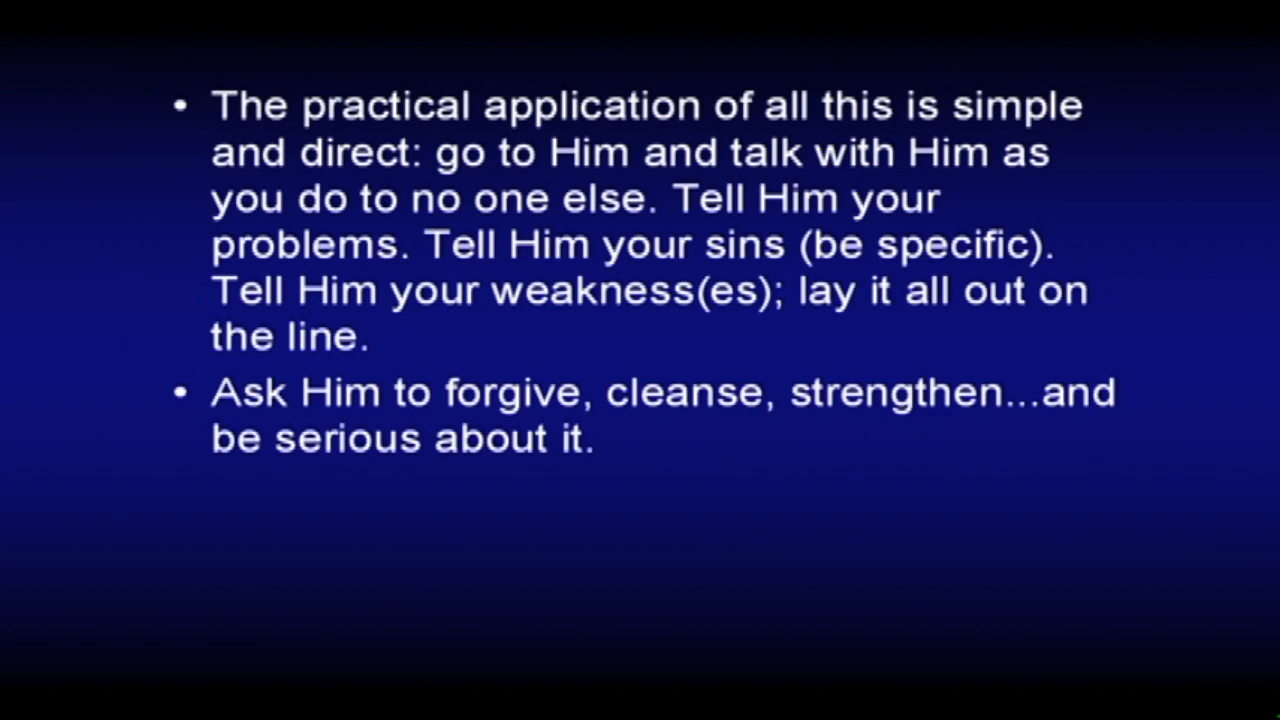 • The practical application of all this is simple
and direct: go to Him and talk with Him as
you do to no one else. Tell Him your
problems. Tell Him your sins (be specific).
Tell Him your weakness(es); lay it all out on
the line.
• Ask Him to forgive, cleanse, strengthen...and
be serious about it.